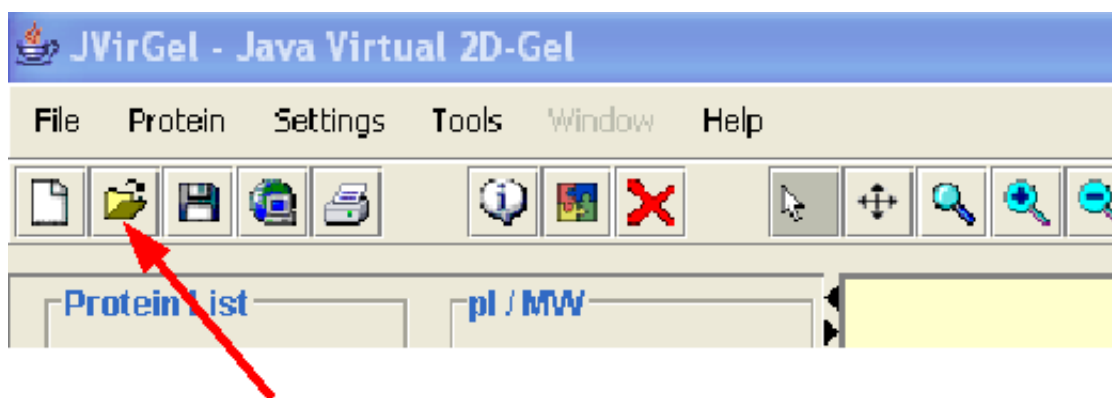 JVirGel - Java Virtual 2D-Gel
File Protein Settings Tools Window Help
Protein List pI / MW